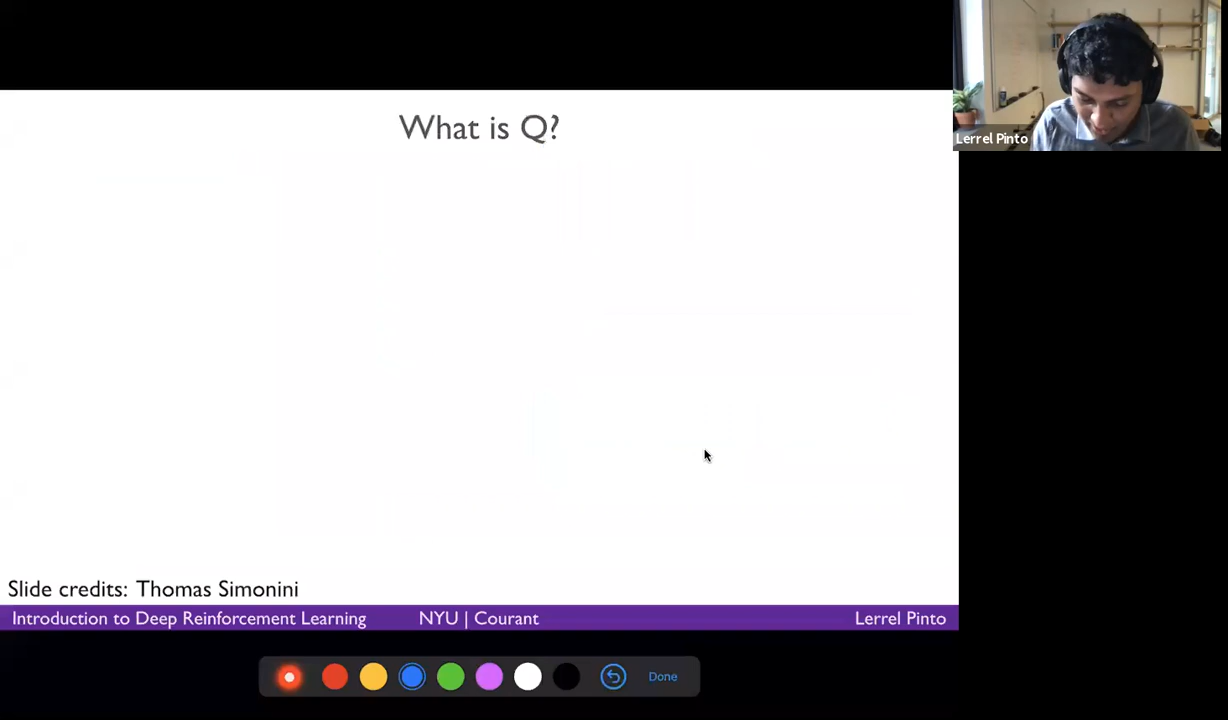 What is Q?
Lerrel Pinto
Slide credits: Thomas Simonini
Introduction to Deep Reinforcement Learning NYU | Courant Lerrel Pinto
Done